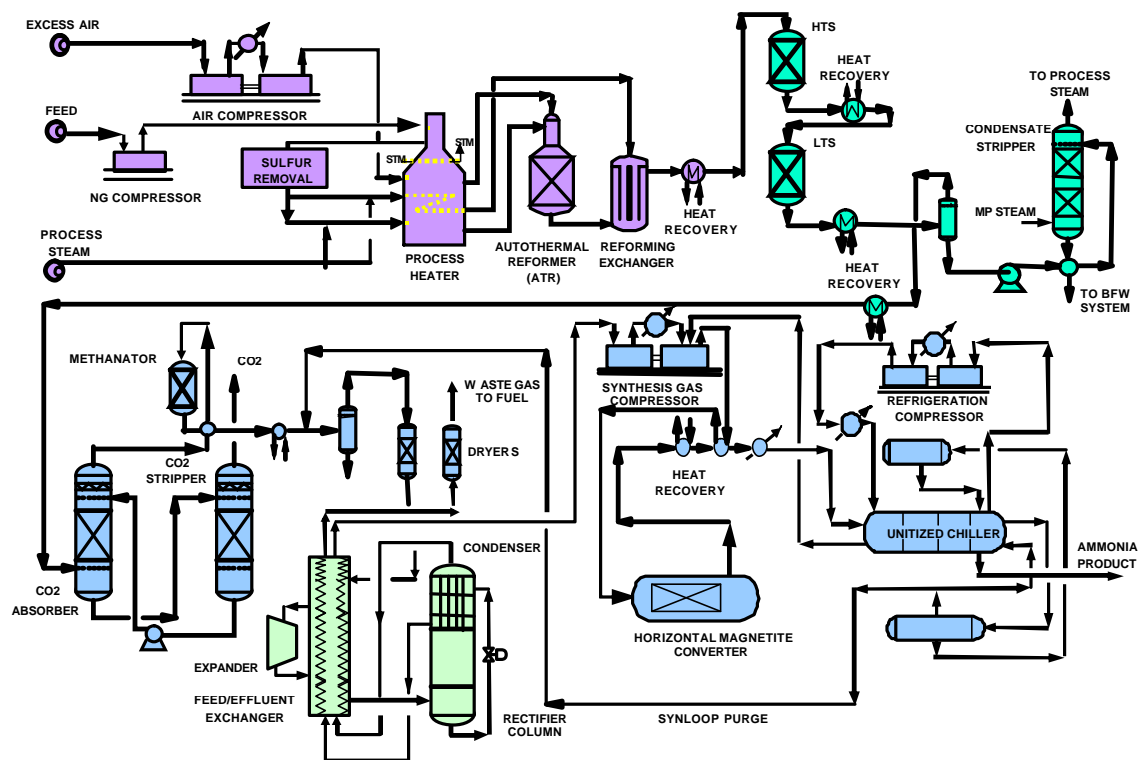 EXCESS AIR
HTS
HEAT
RECOVERY
TO PROCESS
STEAM
FEED
AIR COMPRESSOR
CONDENSATE
STRIPPER
LTS
STM
STM
SULFUR
REMOVAL
NG COMPRESSOR
MP STEAM
HEAT
RECOVERY
PROCESS
STEAM
PROCESS
HEATER
AUTOTHERMAL
REFORMER
(ATR)
REFORMING
EXCHANGER
HEAT
RECOVERY
TO BFW
SYSTEM
METHANATOR
CO2
W ASTE GAS
TO FUEL
SYNTHESIS GAS
COMPRESSOR
REFRIGERATION
COMPRESSOR
CO2
STRIPPER
DRYER S
HEAT
RECOVERY
UNITIZED CHILLER
AMMONIA
PRODUCT
CO2
ABSORBER
CONDENSER
HORIZONTAL MAGNETITE
CONVERTER
EXPANDER
FEED/EFFLUENT
EXCHANGER
RECTIFIER
COLUMN
SYNLOOP PURGE